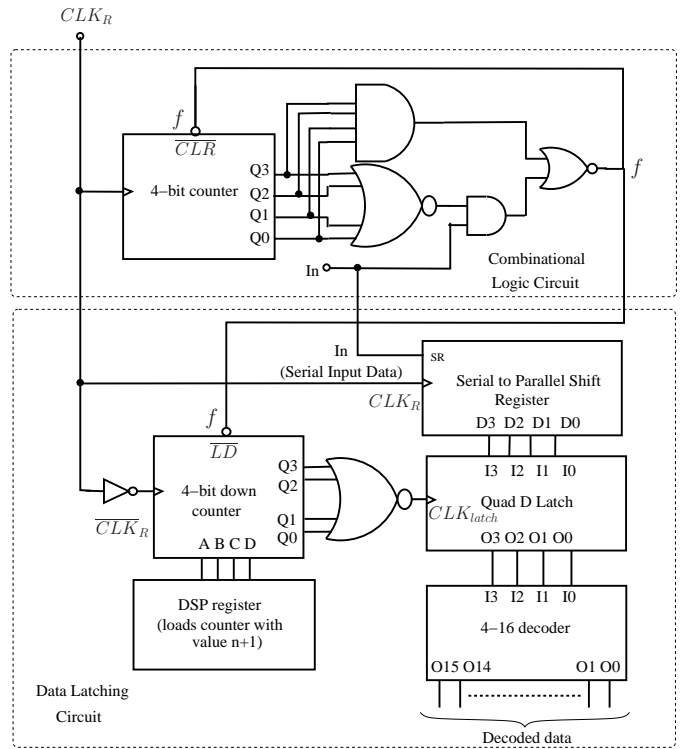 CLK_R
f
CLR
4−bit counter
Q3
Q2
Q1
Q0
f
In
Combinational
Logic Circuit
In
(Serial Input Data)
SR
Serial to Parallel Shift
Register
CLK_R
D3 D2 D1 D0
f
LD
4−bit down
counter
Q3
Q2
Q1
Q0
A B C D
CLK_R
I3 I2 I1 I0
Quad D Latch
CLK_latch
O3 O2 O1 O0
DSP register
(loads counter with
value n+1)
I3 I2 I1 I0
4−16 decoder
O15 O14 O1 O0
Data Latching
Circuit
Decoded data